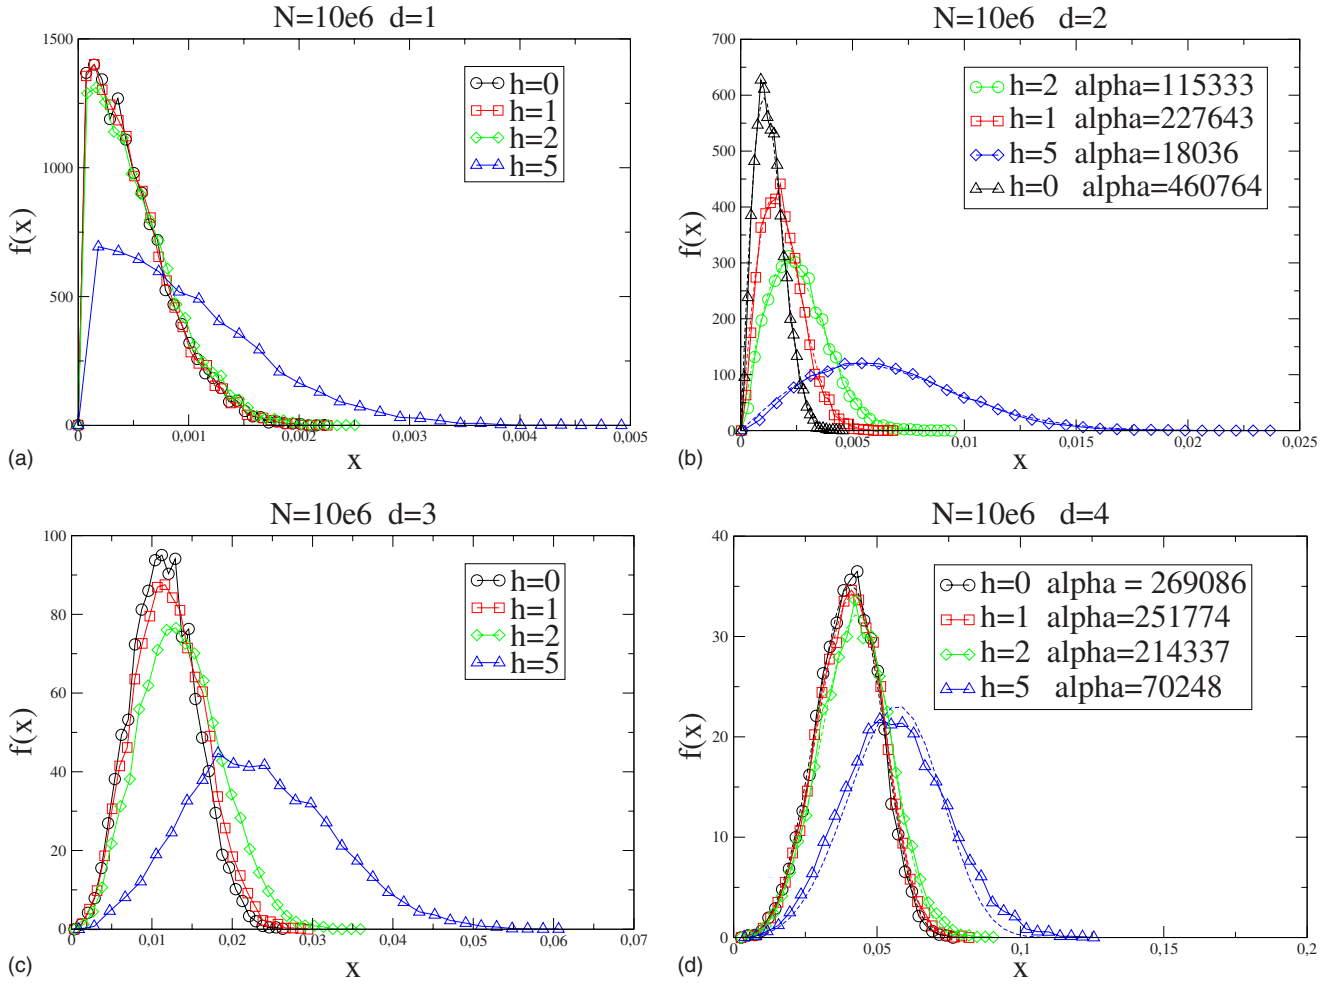 N=10e6 d=1
1500
1000
500
0
f(x)
h=0
h=1
h=2
h=5
0
0,001
0,002
0,003
0,004
0,005
x
(a)
N=10e6 d=2
700
600
500
400
300
200
100
0
f(x)
h=2 alpha=115333
h=1 alpha=227643
h=5 alpha=18036
h=0 alpha=460764
0
0,005
0,01
0,015
0,02
0,025
x
(b)
N=10e6 d=3
100
80
60
40
20
0
f(x)
h=0
h=1
h=2
h=5
0
0,01
0,02
0,03
0,04
0,05
0,06
0,07
x
(c)
N=10e6 d=4
40
30
20
10
0
f(x)
h=0 alpha = 269086
h=1 alpha=251774
h=2 alpha=214337
h=5 alpha=70248
0
0,05
0,1
0,15
0,2
x
(d)